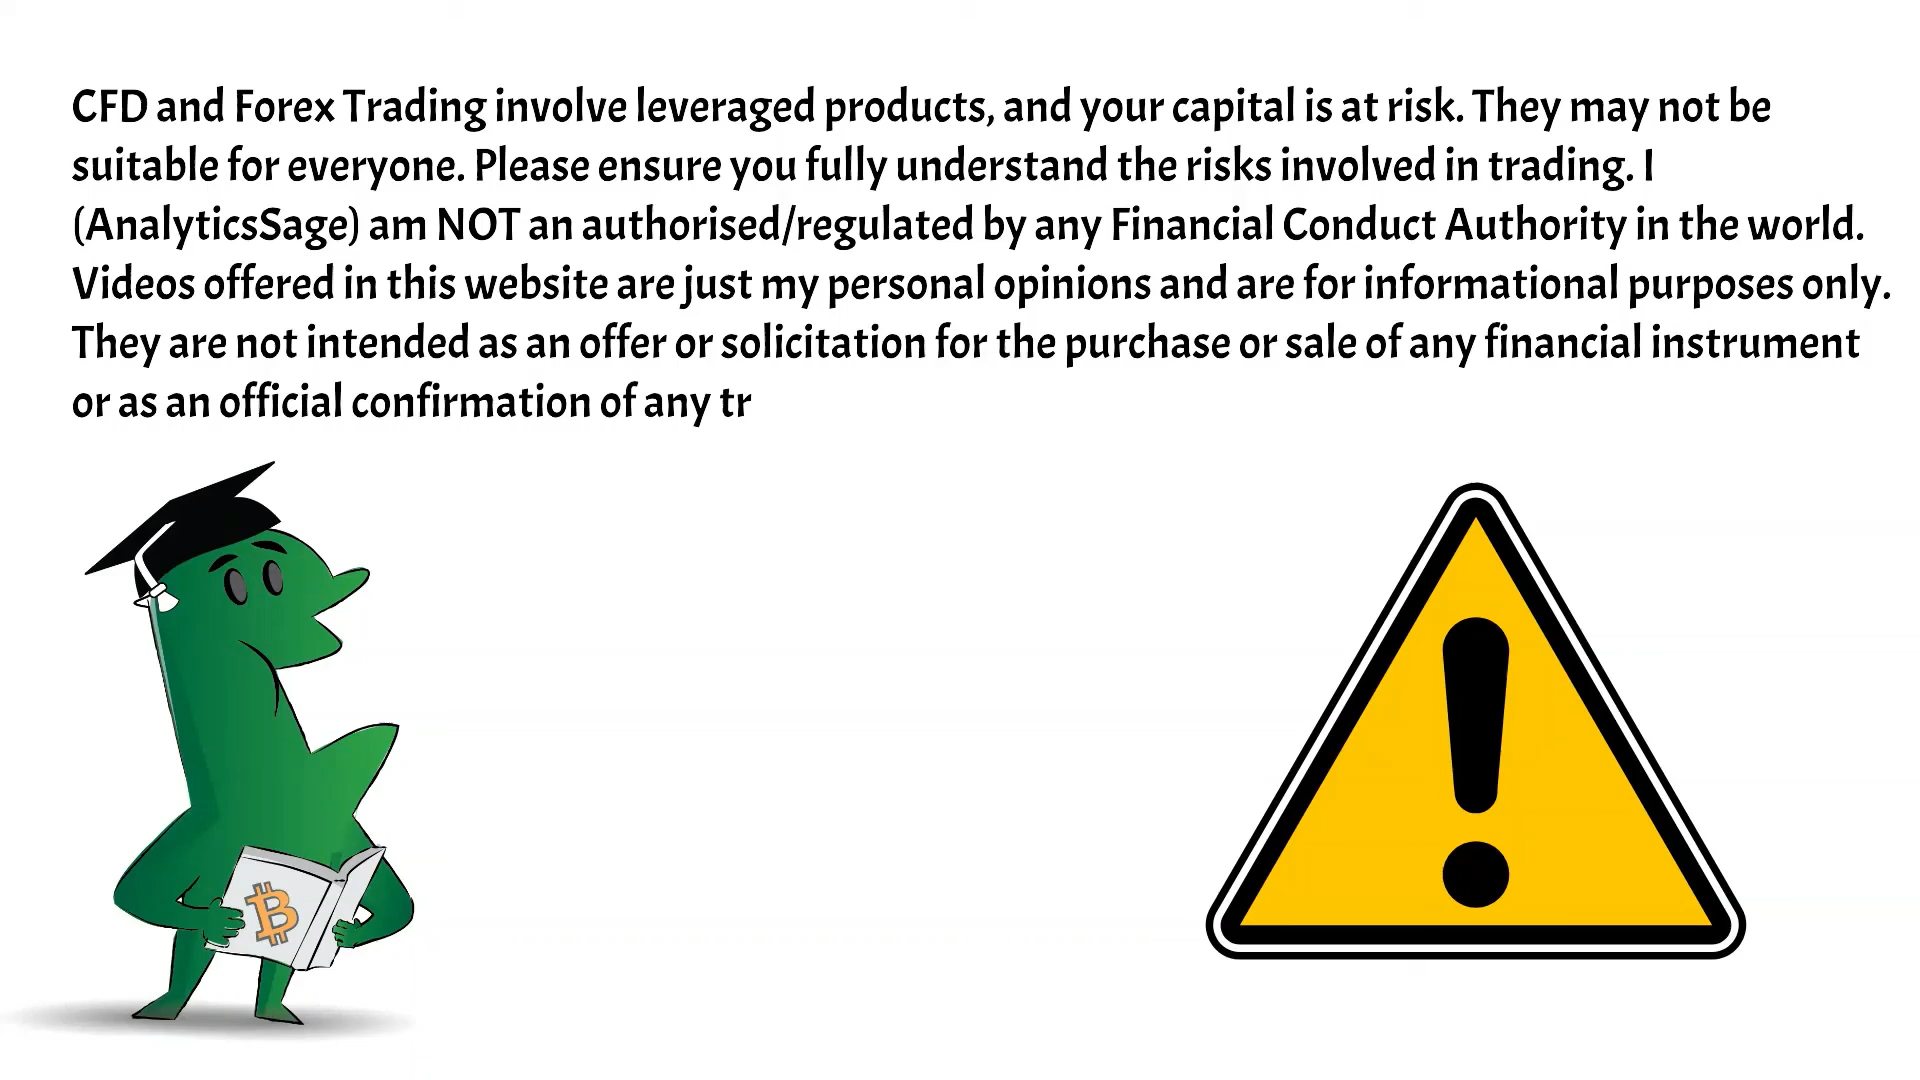 CFD and Forex Trading involve leveraged products, and your capital is at risk. They may not be
suitable for everyone. Please ensure you fully understand the risks involved in trading. I
(AnalyticsSage) am NOT an authorised/regulated by any Financial Conduct Authority in the world.
Videos offered in this website are just my personal opinions and are for informational purposes only.
They are not intended as an offer or solicitation for the purchase or sale of any financial instrument
or as an official confirmation of any tr